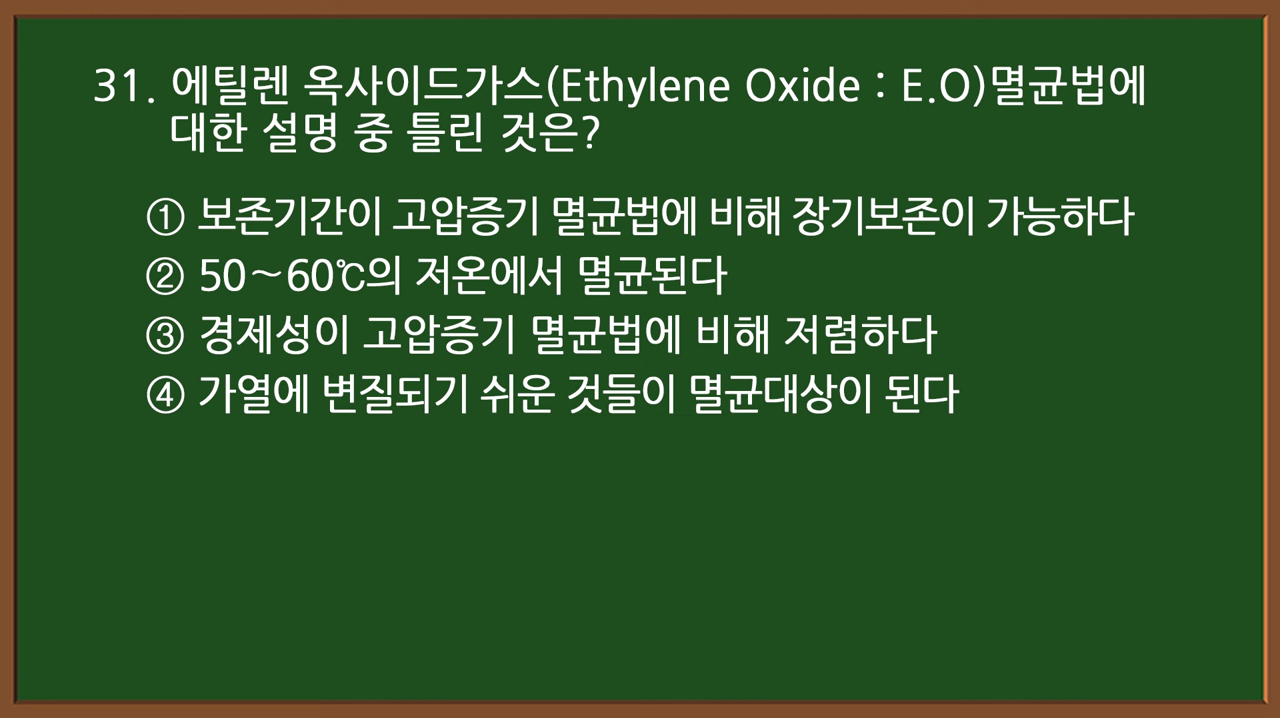 31. 에틸렌 옥사이드가스(Ethylene Oxide : E.O)멸균법에
대한 설명 중 틀린 것은?
① 보존기간이 고압증기 멸균법에 비해 장기보존이 가능하다
② 50~60℃의 저온에서 멸균된다
③ 경제성이 고압증기 멸균법에 비해 저렴하다
④ 가열에 변질되기 쉬운 것들이 멸균대상이 된다